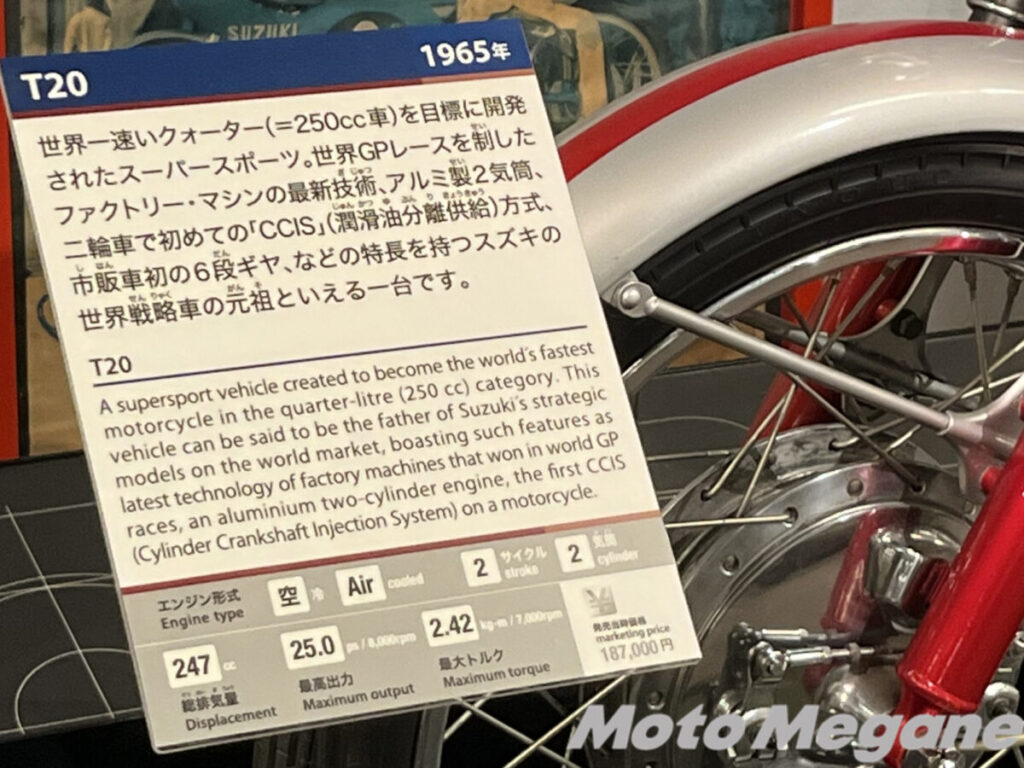 SUZUKI
T20
1965年
世界一速いクォーター(=250cc車)を目標に開発
されたスーパースポーツ。世界GPレースを制した
ファクトリー・マシンの最新技術、アルミ製2気筒、
二輪車で初めての「CCIS」(潤滑油分離供給)方式、
市販車初の6段ギヤ、などの特長を持つスズキの
世界戦略車の元祖といえる一台です。
T20
A supersport vehicle created to become the world's fastest
motorcycle in the quarter-litre (250 cc) category. This
vehicle can be said to be the father of Suzuki's strategic
models on the world market, boasting such features as
latest technology of factory machines that won in world GP
races, an aluminium two-cylinder engine, the first CCIS
(Cylinder Crankshaft Injection System) on a motorcycle.
エンジン形式
Engine type
空 冷 Air cooled
2 サイクル stroke
2 気筒 cylinder
247 cc
総排気量
Displacement
25.0 ps / 8,000rpm
最高出力
Maximum output
2.42 kg-m / 7,000rpm
最大トルク
Maximum torque
発売当時価格
marketing price
187,000円
Moto Megane